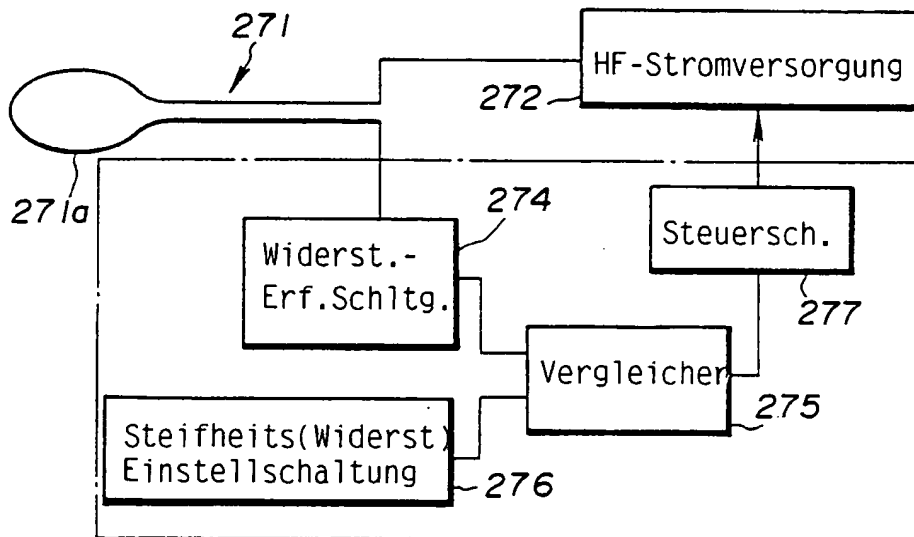 271
HF-Stromversorgung
272
271a
274
Widerst.-
Erf.Schltg.
Steuersch.
277
Vergleicher
275
Steifheits(Widerst)
Einstellschaltung
276